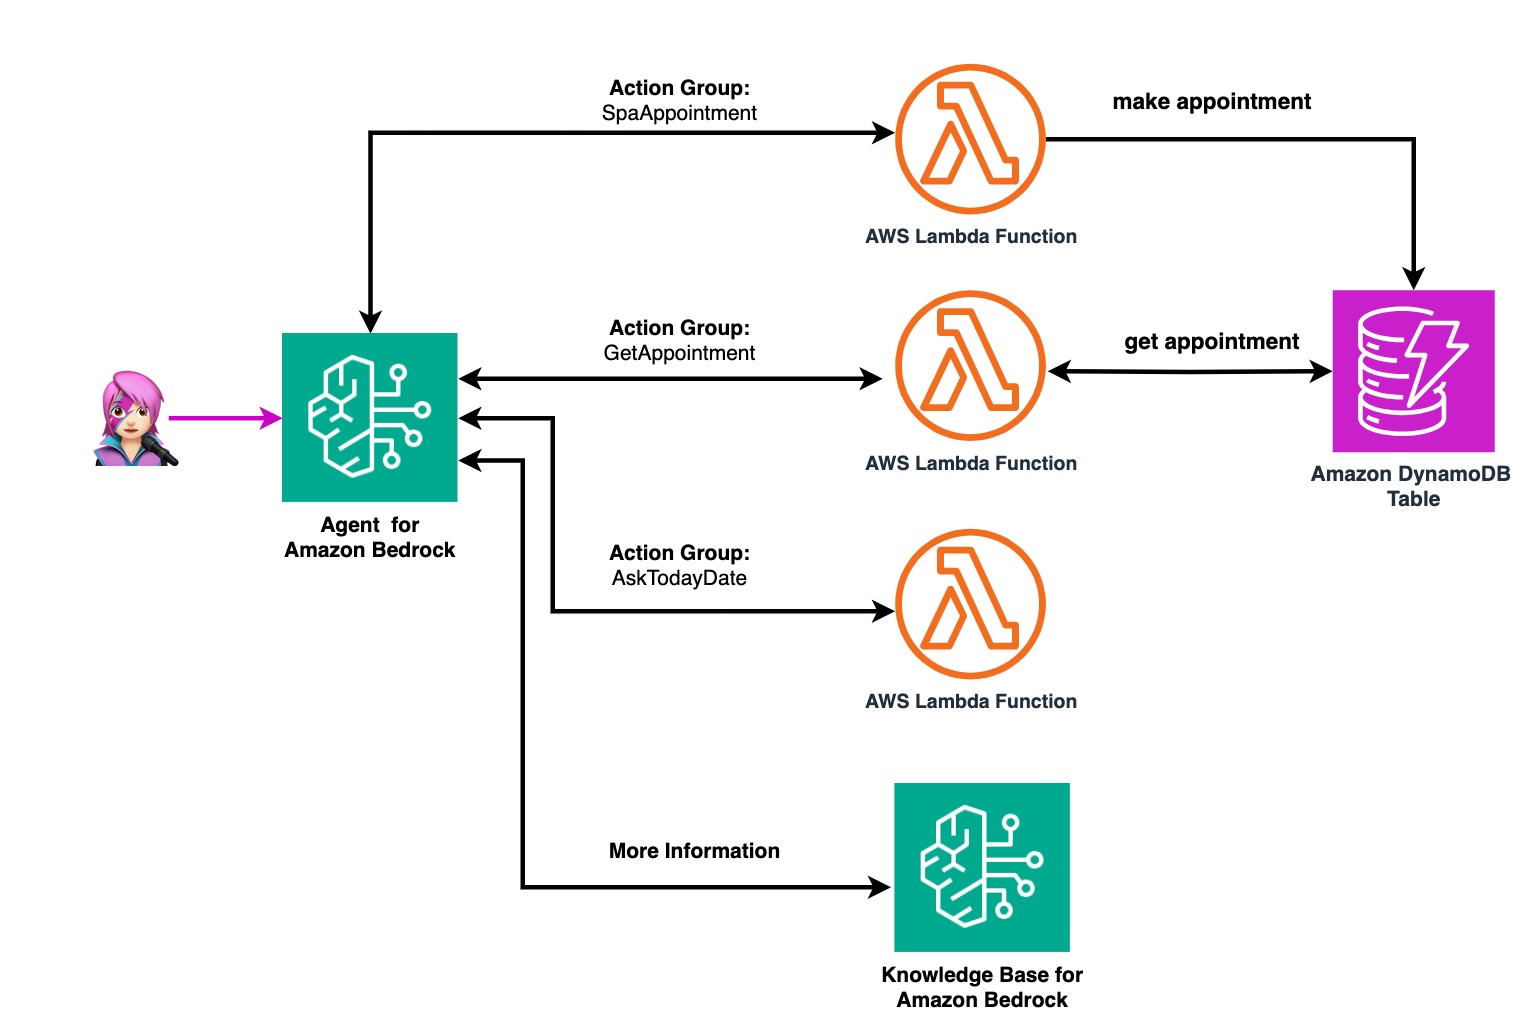 Action Group:
SpaAppointment
make appointment
AWS Lambda Function
Action Group:
GetAppointment
get appointment
AWS Lambda Function
Amazon DynamoDB
Table
Agent for
Amazon Bedrock
Action Group:
AskTodayDate
AWS Lambda Function
More Information
Knowledge Base for
Amazon Bedrock